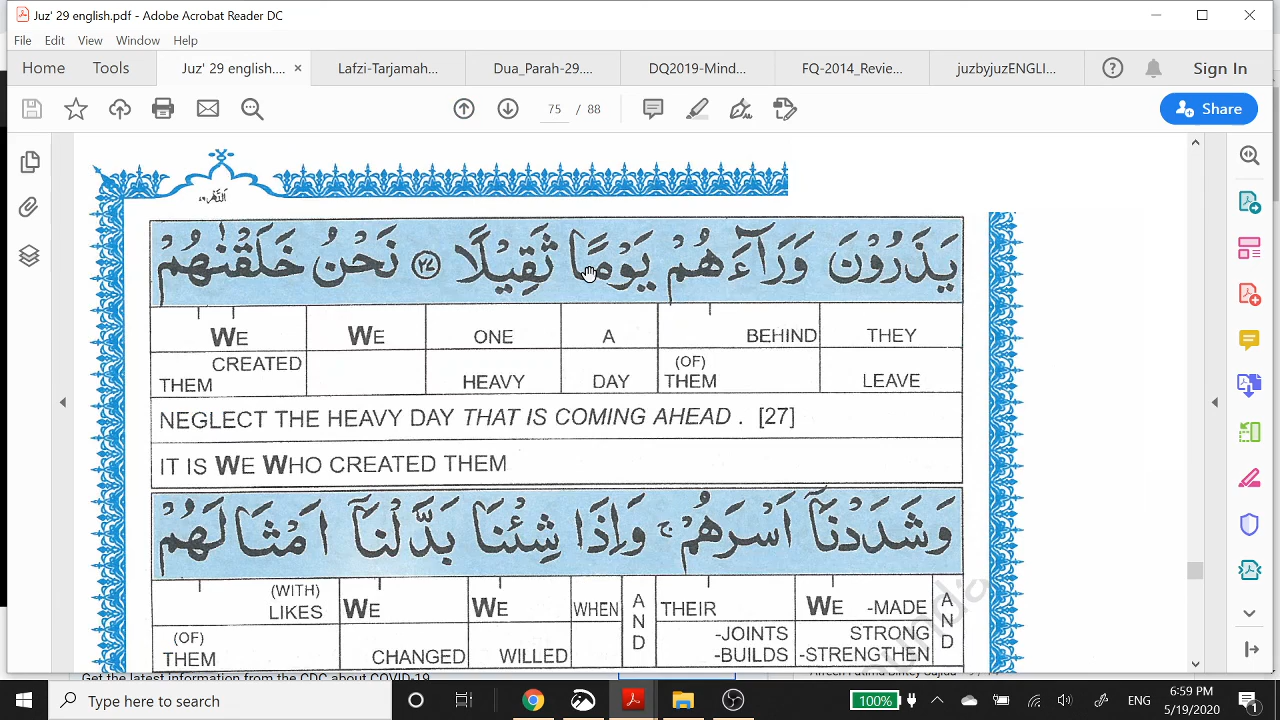 Juz' 29 english.pdf - Adobe Acrobat Reader DC
File Edit View Window Help
Home Tools Juz' 29 english.... × Lafzi-Tarjamah... Dua_Parah-29.... DQ2019-Mind... FQ-2014_Revie... juzbyjuzENGLI... Sign In
75 / 88 Share
الدَّهْر ٧٦
يَذَرُوْنَ وَرَآءَهُمْ يَوْمًا ثَقِيْلًا ٢٧ نَحْنُ خَلَقْنٰهُمْ
WE WE ONE A BEHIND THEY
CREATED THEM HEAVY DAY (OF) THEM LEAVE
NEGLECT THE HEAVY DAY THAT IS COMING AHEAD . [27]
IT IS WE WHO CREATED THEM
وَشَدَدْنَآ اَسْرَهُمْ ۚ وَاِذَا شِئْنَا بَدَّلْنَآ اَمْثَالَهُمْ
(WITH) LIKES WE WE WHEN AND THEIR WE -MADE AND
(OF) THEM CHANGED WILLED -JOINTS STRONG
-BUILDS -STRENGTHEN
Get the latest information from the CDC about COVID-19.
Type here to search 100% ENG 6:59 PM
5/19/2020 1